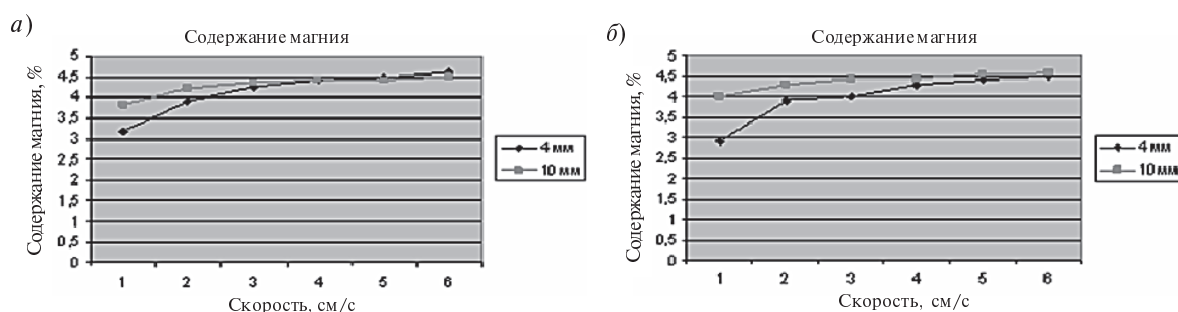 а)
Содержание магния
Содержание магния, %
5
4,5
4
3,5
3
2,5
2
1,5
1
0,5
0
1 2 3 4 5 6
Скорость, см/с
4 мм
10 мм
б)
Содержание магния
Содержание магния, %
5
4,5
4
3,5
3
2,5
2
1,5
1
0,5
0
1 2 3 4 5 6
Скорость, см/с
4 мм
10 мм